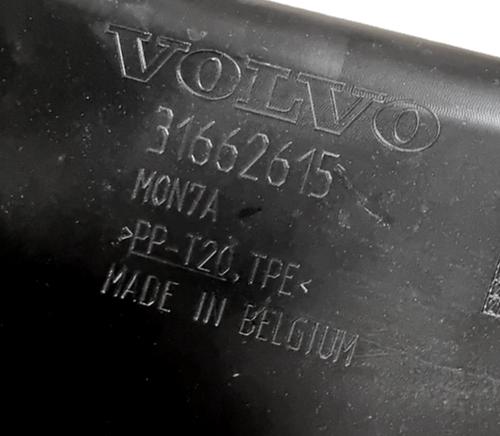 VOLVO
31662615
MON7A
>PP-T20, TPE<
MADE IN BELGIUM